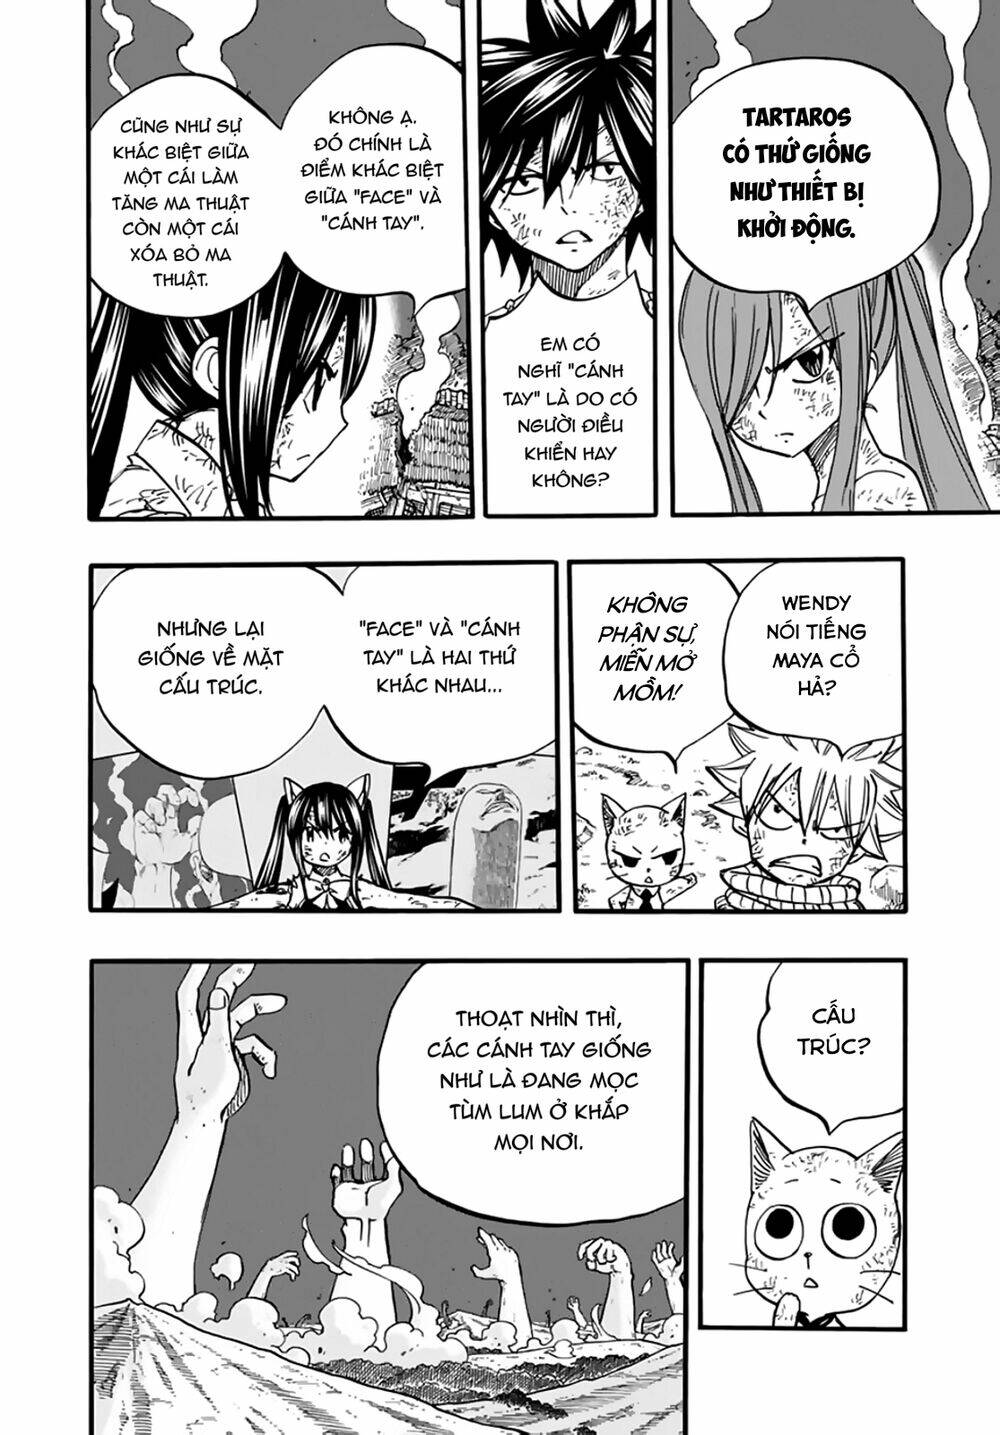 TARTAROS
CÓ THỨ GIỐNG
NHƯ THIẾT BỊ
KHỞI ĐỘNG.
EM CÓ
NGHĨ "CÁNH
TAY" LÀ DO CÓ
NGƯỜI ĐIỀU
KHIỂN HAY
KHÔNG?
KHÔNG Ạ.
ĐÓ CHÍNH LÀ
ĐIỂM KHÁC BIỆT
GIỮA "FACE" VÀ
"CÁNH TAY".
CŨNG NHƯ SỰ
KHÁC BIỆT GIỮA
MỘT CÁI LÀM
TĂNG MA THUẬT
CÒN MỘT CÁI
XÓA BỎ MA
THUẬT.
WENDY
NÓI TIẾNG
MAYA CỔ
HẢ?
KHÔNG
PHẬN SỰ,
MIỄN MỞ
MỒM!
"FACE" VÀ "CÁNH
TAY" LÀ HAI THỨ
KHÁC NHAU...
NHƯNG LẠI
GIỐNG VỀ MẶT
CẤU TRÚC.
CẤU
TRÚC?
THOẠT NHÌN THÌ,
CÁC CÁNH TAY GIỐNG
NHƯ LÀ ĐANG MỌC
TÙM LUM Ở KHẮP
MỌI NƠI.